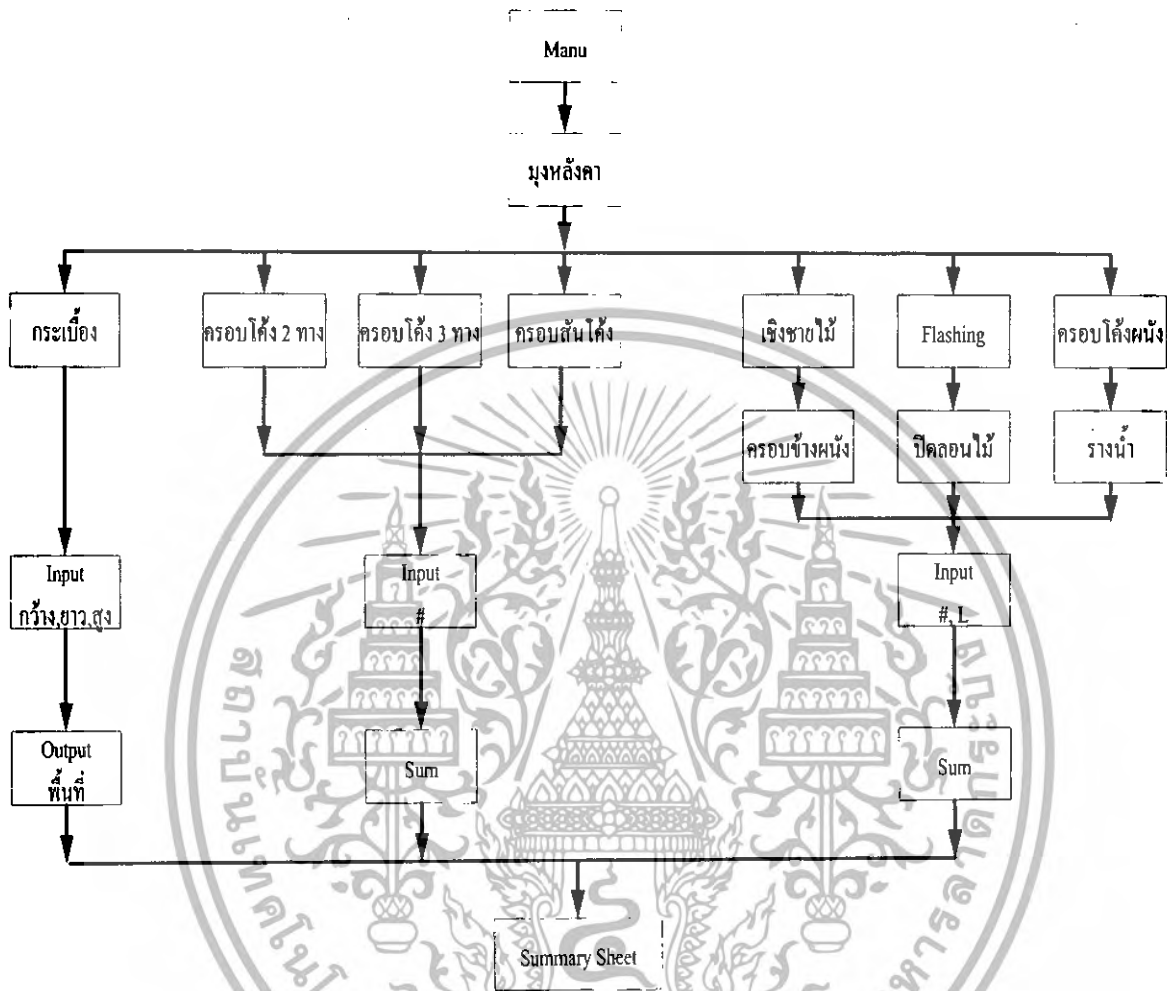 Manu
มุงหลังคา
กระเบื้อง
ครอบโค้ง 2 ทาง
ครอบโค้ง 3 ทาง
ครอบสันโค้ง
เชิงชายไม้
Flashing
ครอบโค้งผนัง
ครอบข้างผนัง
ปิดลอนไม้
รางน้ำ
Input
กว้าง,ยาว,สูง
Input
#
Input
#, L
Output
พื้นที่
Sum
Sum
Summary Sheet